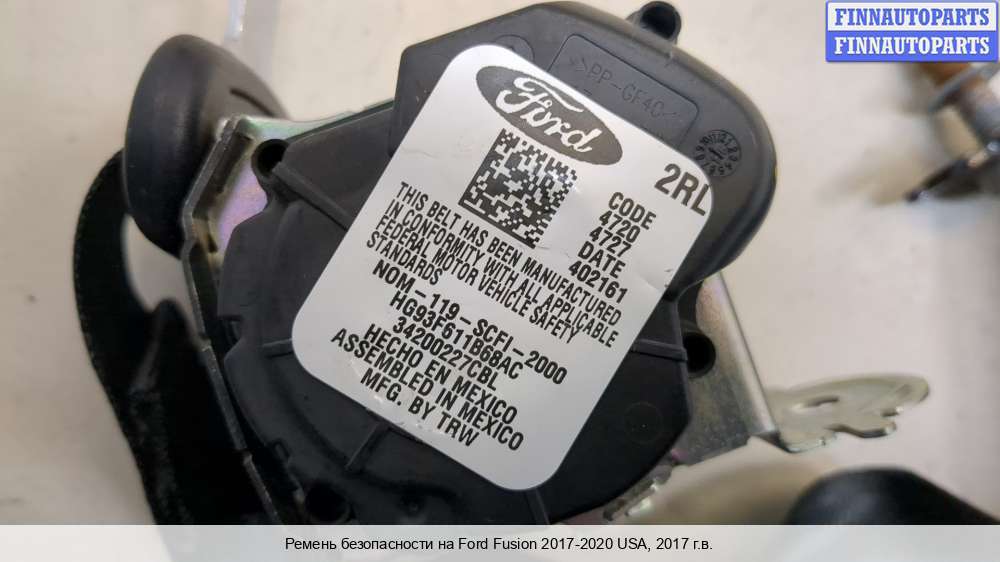 FINNAUTOPARTS
FINNAUTOPARTS
>PP-GF40<
Ford
2RL
CODE
4720
4727
DATE
402161
THIS BELT HAS BEEN MANUFACTURED
IN CONFORMITY WITH ALL APPLICABLE
FEDERAL MOTOR VEHICLE SAFETY
STANDARDS
NOM-119-SCFI-2000
HG93F611B68AC
34200227CBL
HECHO EN MEXICO
ASSEMBLED IN MEXICO
MFG. BY TRW
Ремень безопасности на Ford Fusion 2017-2020 USA, 2017 г.в.